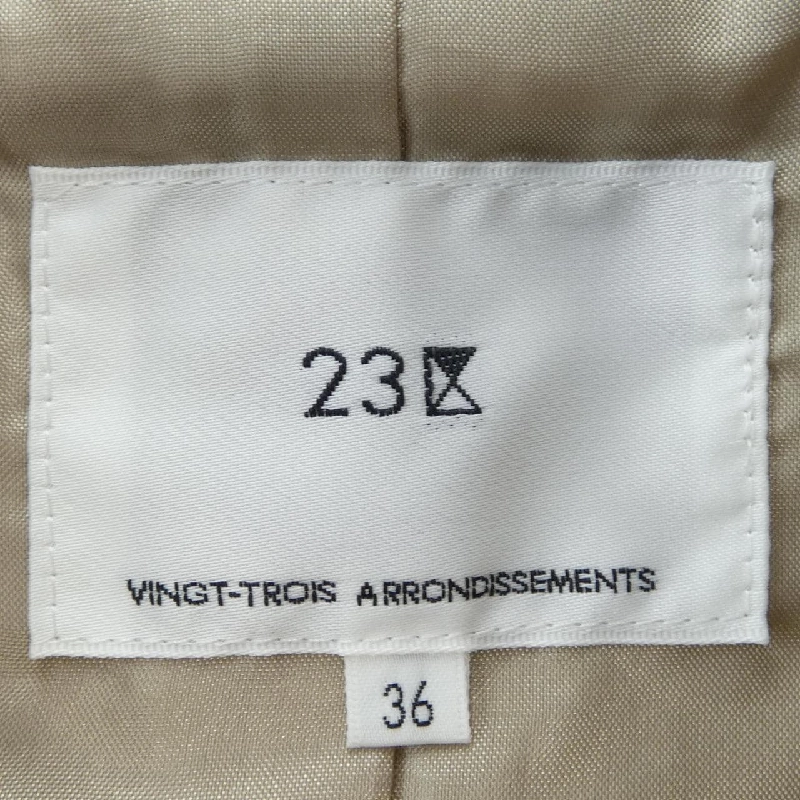 23区
VINGT-TROIS ARRONDISSEMENTS
36